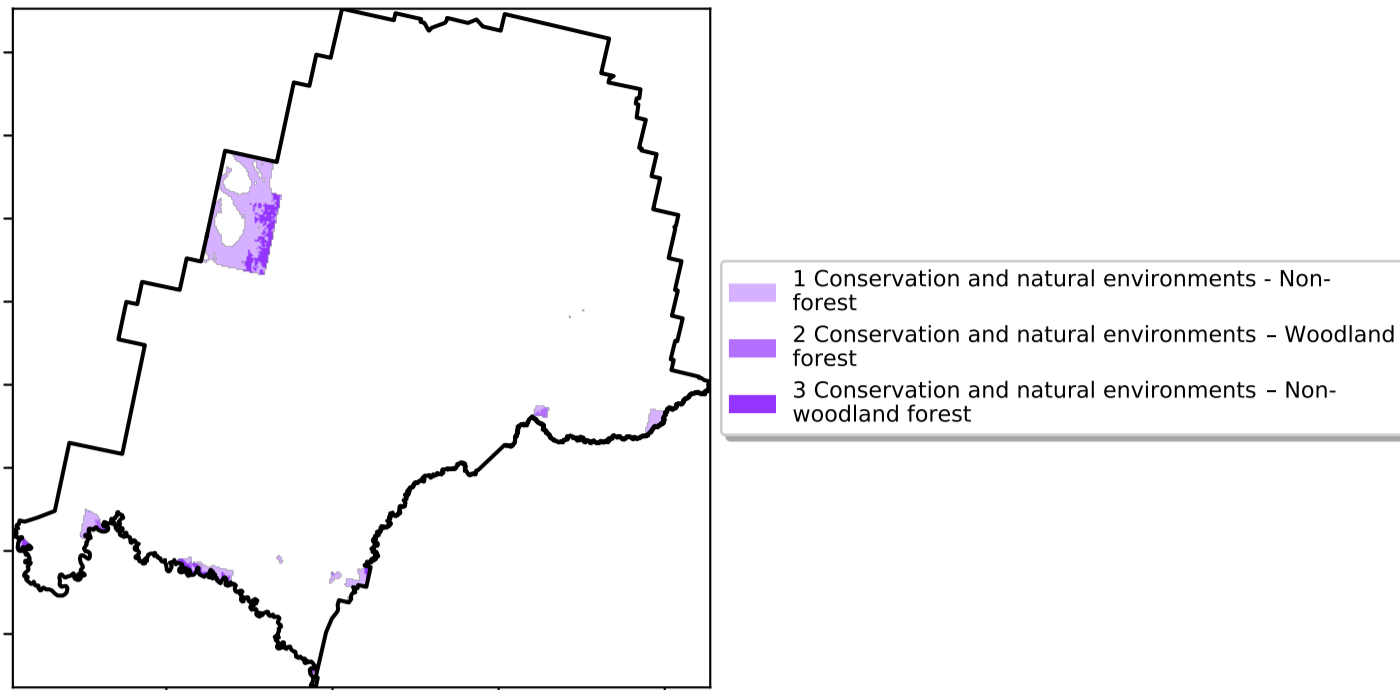 1 Conservation and natural environments - Non-
forest
2 Conservation and natural environments – Woodland
forest
3 Conservation and natural environments – Non-
woodland forest